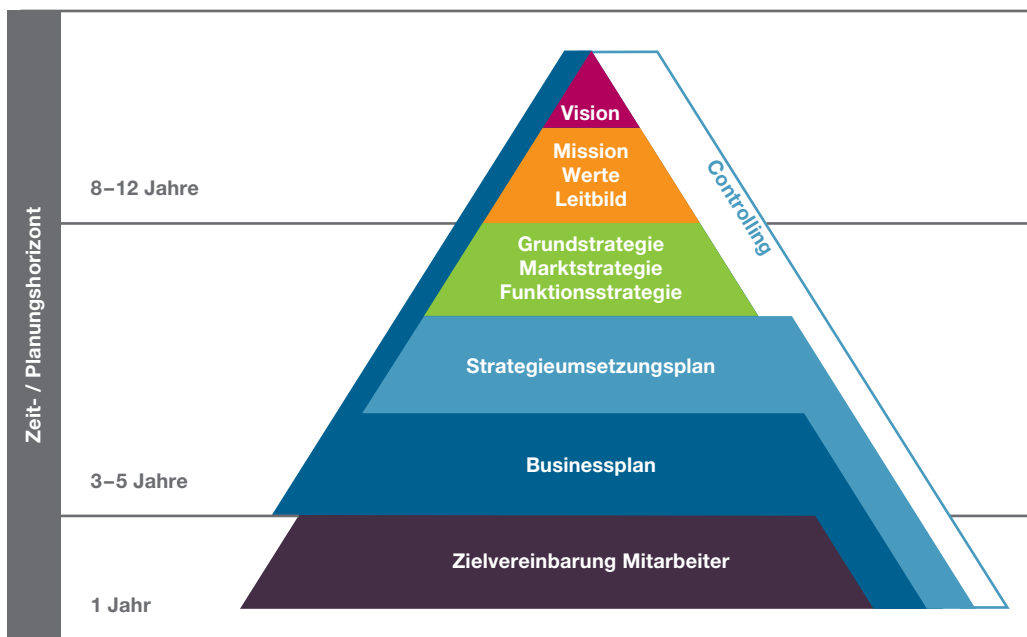 Zeit- / Planungshorizont
8–12 Jahre
3–5 Jahre
1 Jahr
Vision
Mission
Werte
Leitbild
Grundstrategie
Marktstrategie
Funktionsstrategie
Strategieumsetzungsplan
Businessplan
Zielvereinbarung Mitarbeiter
Controlling